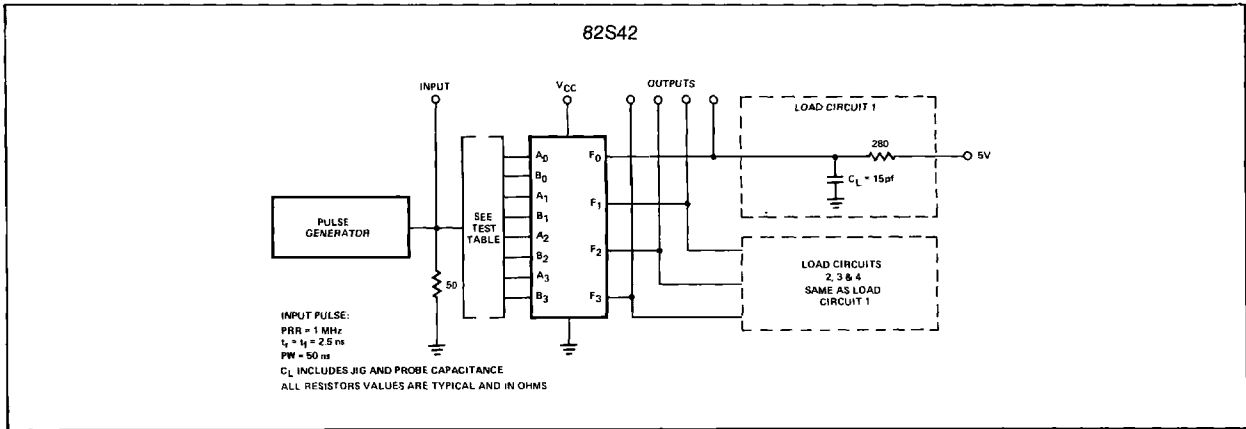 82S42
INPUT
VCC
OUTPUTS
LOAD CIRCUIT 1
280
5V
CL = 15pf
PULSE
GENERATOR
SEE
TEST
TABLE
A0
B0
A1
B1
A2
B2
A3
B3
F0
F1
F2
F3
50
LOAD CIRCUITS
2, 3 & 4
SAME AS LOAD
CIRCUIT 1
INPUT PULSE:
PRR = 1 MHz
tr = tf = 2.5 ns
PW = 50 ns
CL INCLUDES JIG AND PROBE CAPACITANCE
ALL RESISTORS VALUES ARE TYPICAL AND IN OHMS